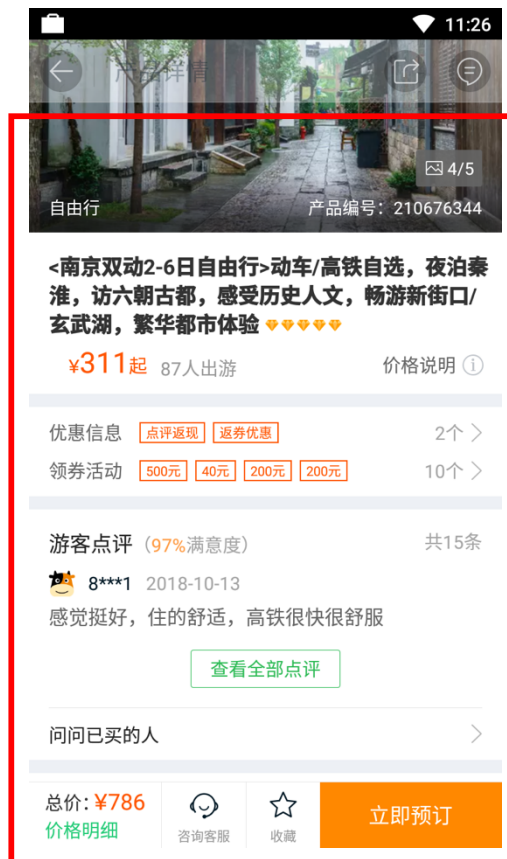 11:26
产品详情
4/5
自由行
产品编号：210676344
<南京双动2-6日自由行>动车/高铁自选，夜泊秦
淮，访六朝古都，感受历史人文，畅游新街口/
玄武湖，繁华都市体验
¥311起 87人出游 价格说明
优惠信息 点评返现 返券优惠 2个
领券活动 500元 40元 200元 200元 10个
游客点评（97%满意度） 共15条
8***1 2018-10-13
感觉挺好，住的舒适，高铁很快很舒服
查看全部点评
问问已买的人
总价: ¥786
价格明细
咨询客服
收藏
立即预订